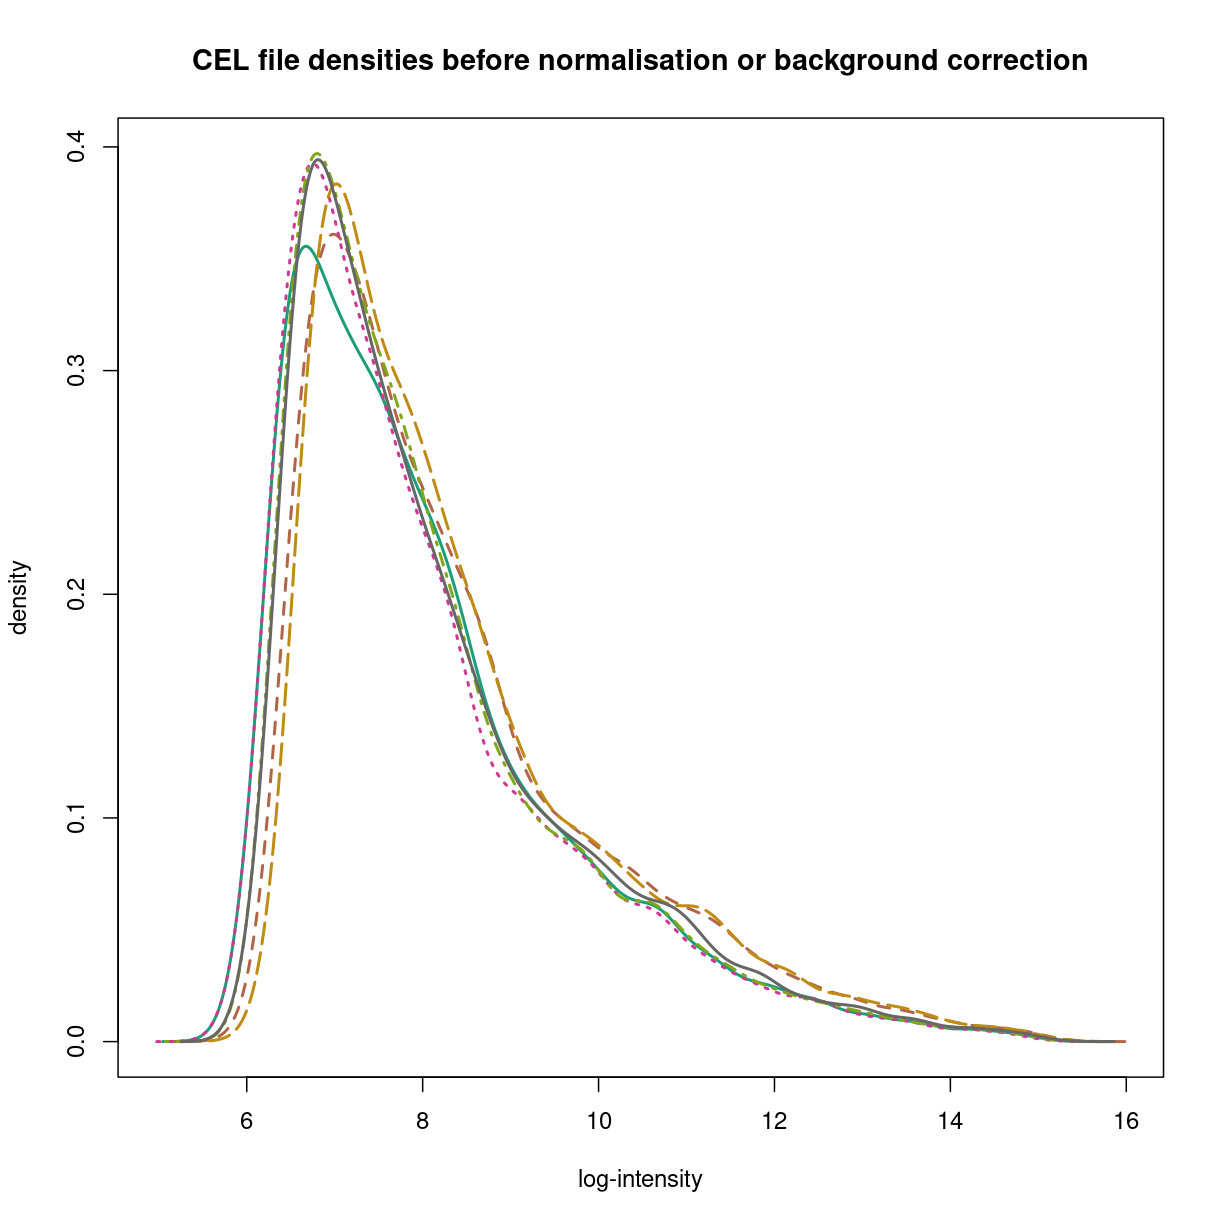 CEL file densities before normalisation or background correction
0.4
0.3
0.2
0.1
0.0
density
6 8 10 12 14 16
log-intensity